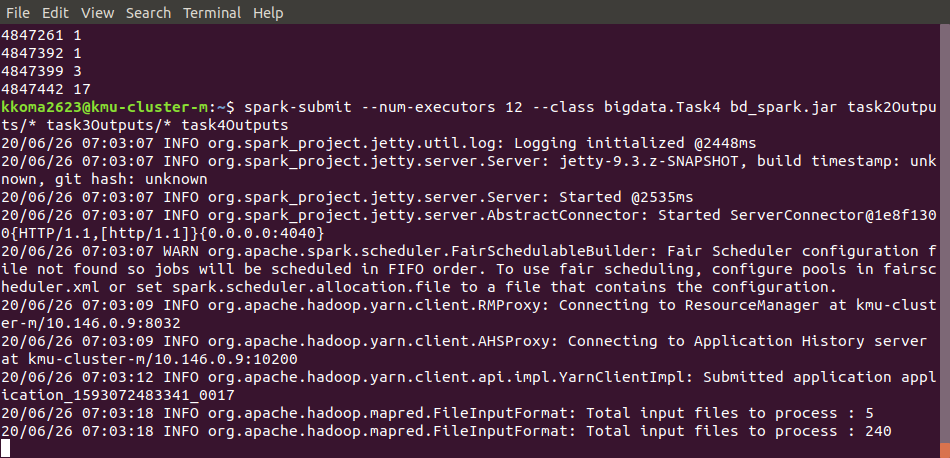 File Edit View Search Terminal Help
4847261 1
4847392 1
4847399 3
4847442 17
kkoma2623@kmu-cluster-m:~$ spark-submit --num-executors 12 --class bigdata.Task4 bd_spark.jar task2Outpu
ts/* task3Outputs/* task4Outputs
20/06/26 07:03:07 INFO org.spark_project.jetty.util.log: Logging initialized @2448ms
20/06/26 07:03:07 INFO org.spark_project.jetty.server.Server: jetty-9.3.z-SNAPSHOT, build timestamp: unk
nown, git hash: unknown
20/06/26 07:03:07 INFO org.spark_project.jetty.server.Server: Started @2535ms
20/06/26 07:03:07 INFO org.spark_project.jetty.server.AbstractConnector: Started ServerConnector@1e8f130
0{HTTP/1.1,[http/1.1]}{0.0.0.0:4040}
20/06/26 07:03:07 WARN org.apache.spark.scheduler.FairSchedulableBuilder: Fair Scheduler configuration f
ile not found so jobs will be scheduled in FIFO order. To use fair scheduling, configure pools in fairsc
heduler.xml or set spark.scheduler.allocation.file to a file that contains the configuration.
20/06/26 07:03:09 INFO org.apache.hadoop.yarn.client.RMProxy: Connecting to ResourceManager at kmu-clust
er-m/10.146.0.9:8032
20/06/26 07:03:09 INFO org.apache.hadoop.yarn.client.AHSProxy: Connecting to Application History server
at kmu-cluster-m/10.146.0.9:10200
20/06/26 07:03:12 INFO org.apache.hadoop.yarn.client.api.impl.YarnClientImpl: Submitted application appl
ication_1593072483341_0017
20/06/26 07:03:18 INFO org.apache.hadoop.mapred.FileInputFormat: Total input files to process : 5
20/06/26 07:03:18 INFO org.apache.hadoop.mapred.FileInputFormat: Total input files to process : 240